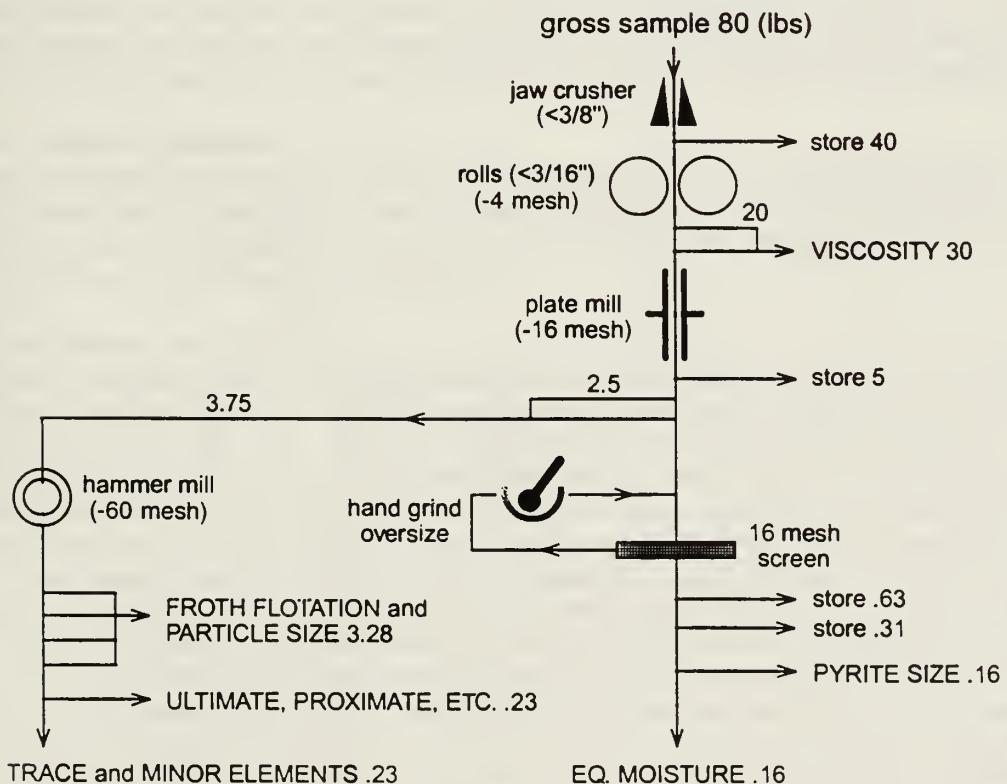 gross sample 80 (lbs)
jaw crusher
(<3/8")
store 40
rolls (<3/16")
(-4 mesh)
20
VISCOSITY 30
plate mill
(-16 mesh)
store 5
2.5
3.75
hammer mill
(-60 mesh)
hand grind
oversize
16 mesh
screen
FROTH FLOTATION and
PARTICLE SIZE 3.28
store .63
store .31
PYRITE SIZE .16
ULTIMATE, PROXIMATE, ETC. .23
TRACE and MINOR ELEMENTS .23
EQ. MOISTURE .16